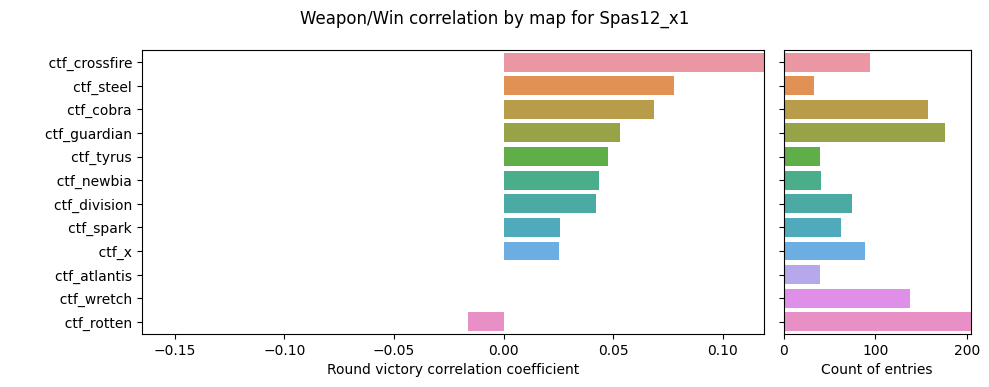 Weapon/Win correlation by map for Spas12_x1
ctf_crossfire
ctf_steel
ctf_cobra
ctf_guardian
ctf_tyrus
ctf_newbia
ctf_division
ctf_spark
ctf_x
ctf_atlantis
ctf_wretch
ctf_rotten
−0.15 −0.10 −0.05 0.00 0.05 0.10
0 100 200
Round victory correlation coefficient
Count of entries